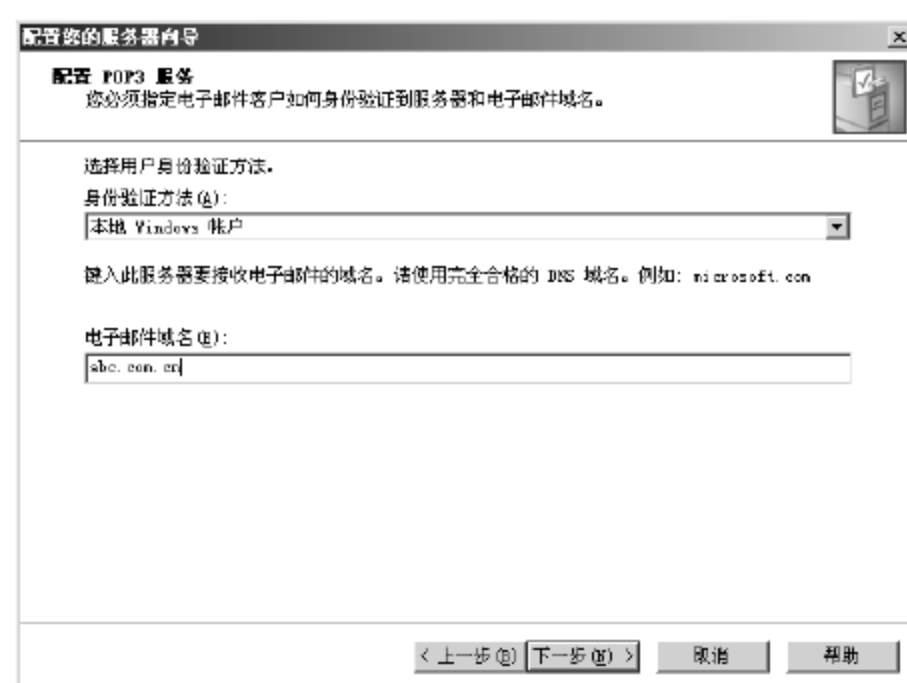 配置您的服务器向导
配置 POP3 服务
您必须指定电子邮件客户如何身份验证到服务器和电子邮件域名。
选择用户身份验证方法。
身份验证方法(A):
本地 Windows 帐户
键入此服务器要接收电子邮件的域名。请使用完全合格的 DNS 域名。例如: microsoft.com
电子邮件域名(E):
abc.com.cn
< 上一步(B) 下一步(N) > 取消 帮助